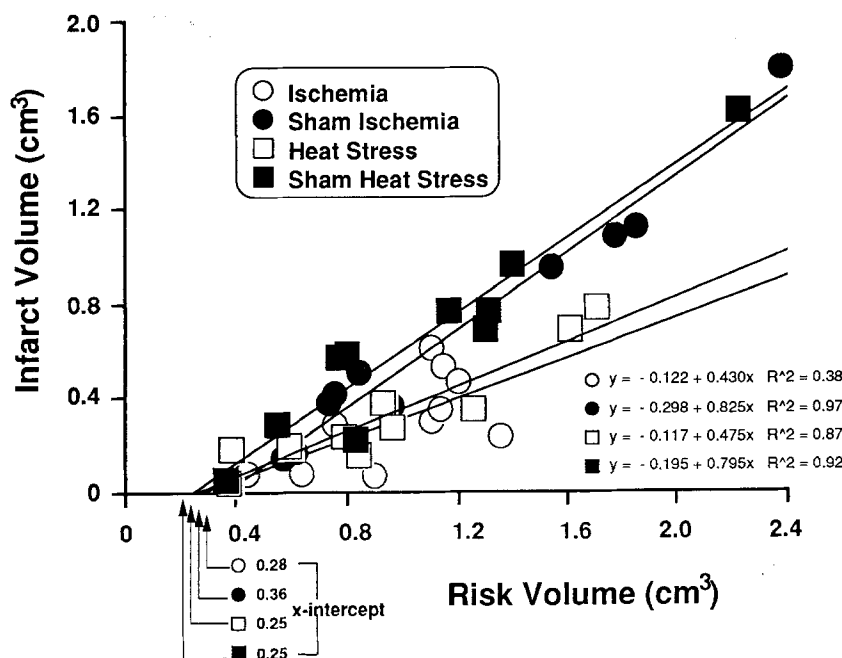 2.0
1.6
1.2
0.8
0.4
0
Infarct Volume (cm3)
Ischemia
Sham Ischemia
Heat Stress
Sham Heat Stress
y = - 0.122 + 0.430x R^2 = 0.38
y = - 0.298 + 0.825x R^2 = 0.97
y = - 0.117 + 0.475x R^2 = 0.87
y = - 0.195 + 0.795x R^2 = 0.92
0 0.4 0.8 1.2 1.6 2.0 2.4
Risk Volume (cm3)
0.28
0.36
x-intercept
0.25
0.25